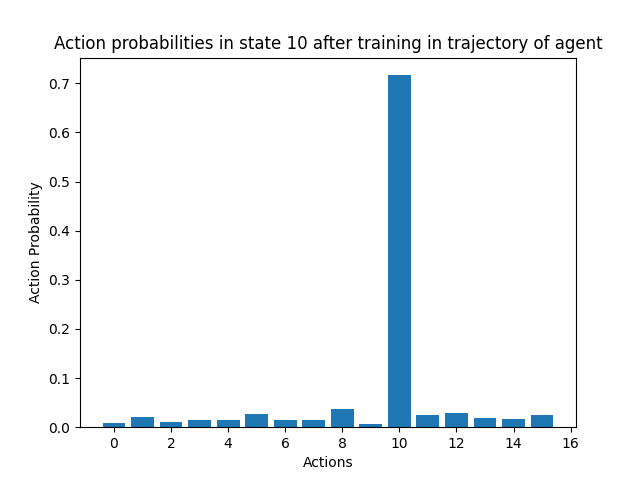 Action probabilities in state 10 after training in trajectory of agent
0.7
0.6
0.5
0.4
0.3
0.2
0.1
0.0
Action Probability
0 2 4 6 8 10 12 14 16
Actions